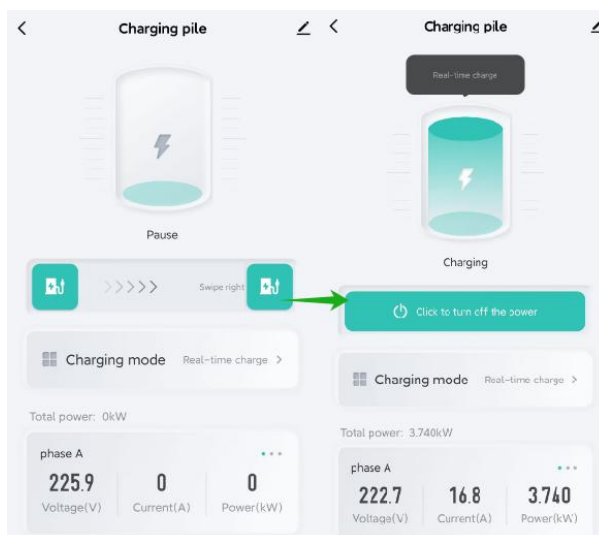 Charging pile
Pause
Swipe right
Charging mode Real-time charge >
Total power: 0kW
phase A
225.9 0 0
Voltage(V) Current(A) Power(kW)
Charging pile
Real-time charge
Charging
Click to turn off the power
Charging mode Real-time charge >
Total power: 3.740kW
phase A
222.7 16.8 3.740
Voltage(V) Current(A) Power(kW)